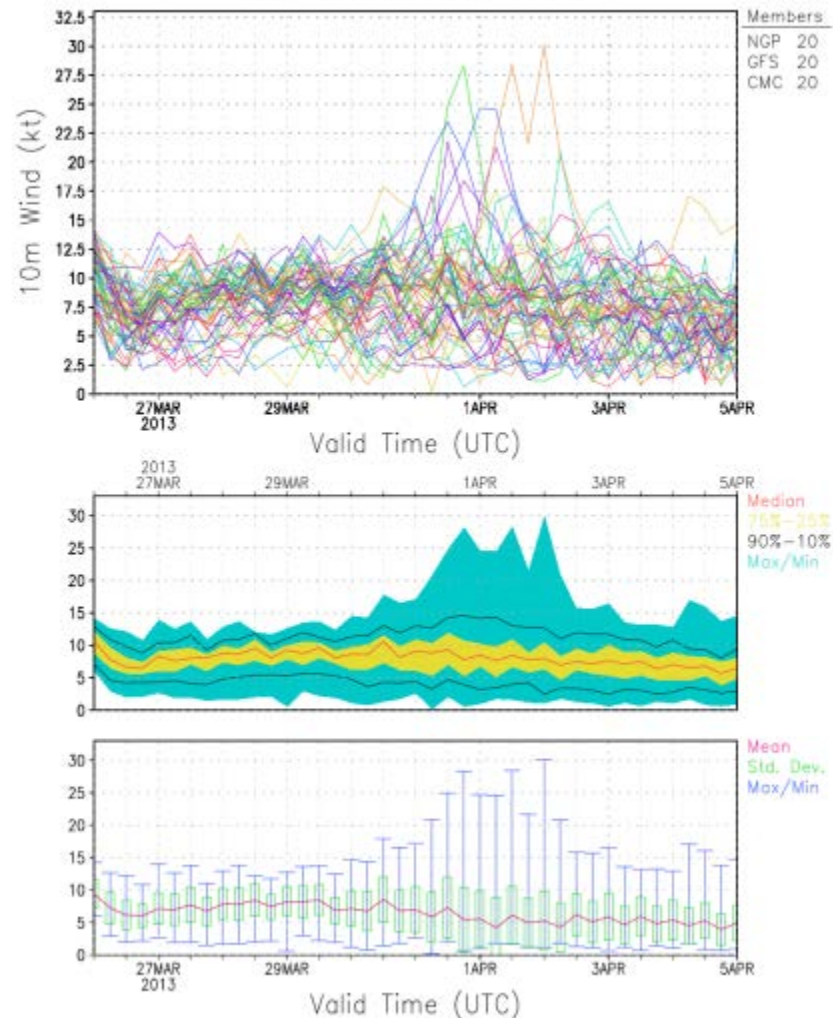 Members
NGP 20
GFS 20
CMC 20
10m Wind (kt)
32.5
30
27.5
25
22.5
20
17.5
15
12.5
10
7.5
5
2.5
0
27MAR 29MAR 1APR 3APR 5APR
2013
Valid Time (UTC)
2013
27MAR 29MAR 1APR 3APR 5APR
Median
75%-25%
90%-10%
Max/Min
30
25
20
15
10
5
0
Mean
Std. Dev.
Max/Min
30
25
20
15
10
5
0
27MAR 29MAR 1APR 3APR 5APR
2013
Valid Time (UTC)